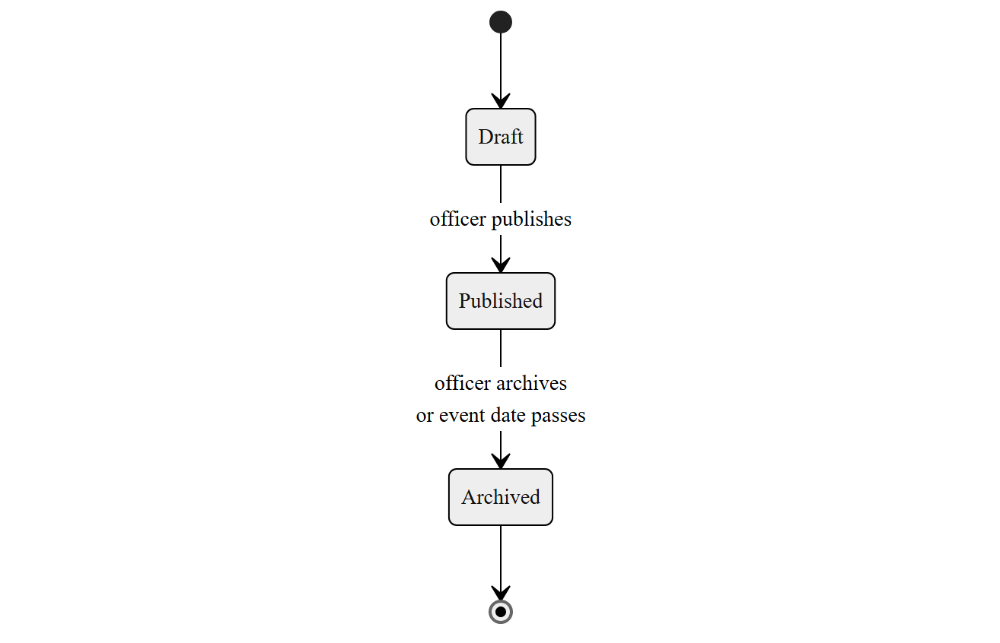 Draft
officer publishes
Published
officer archives
or event date passes
Archived